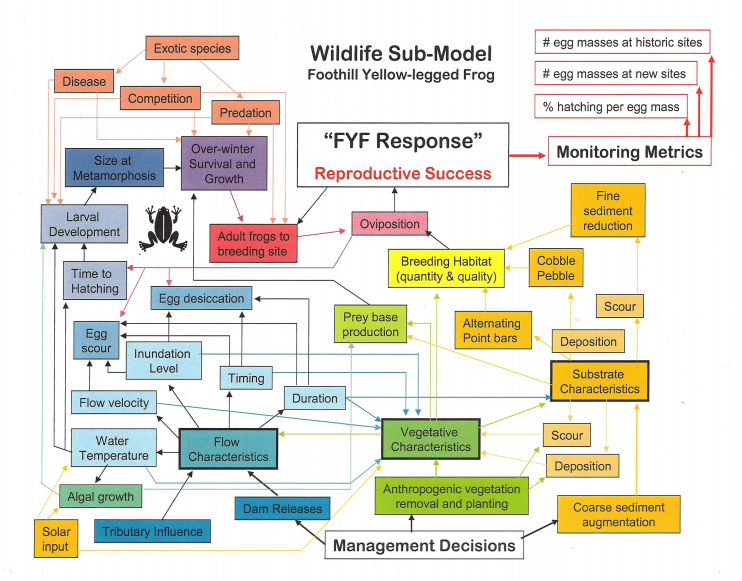 Wildlife Sub-Model
Foothill Yellow-legged Frog
# egg masses at historic sites
# egg masses at new sites
% hatching per egg mass
Monitoring Metrics
Exotic species
Disease
Competition
Predation
"FYF Response"
Reproductive Success
Size at
Metamorphosis
Over-winter
Survival and
Growth
Larval
Development
Adult frogs to
breeding site
Oviposition
Fine
sediment
reduction
Breeding Habitat
(quantity & quality)
Cobble
Pebble
Time to
Hatching
Egg desiccation
Prey base
production
Alternating
Point bars
Scour
Deposition
Egg
scour
Inundation
Level
Timing
Duration
Substrate
Characteristics
Flow velocity
Water
Temperature
Flow
Characteristics
Vegetative
Characteristics
Scour
Deposition
Algal growth
Anthropogenic vegetation
removal and planting
Coarse sediment
augmentation
Solar
input
Tributary Influence
Dam Releases
Management Decisions